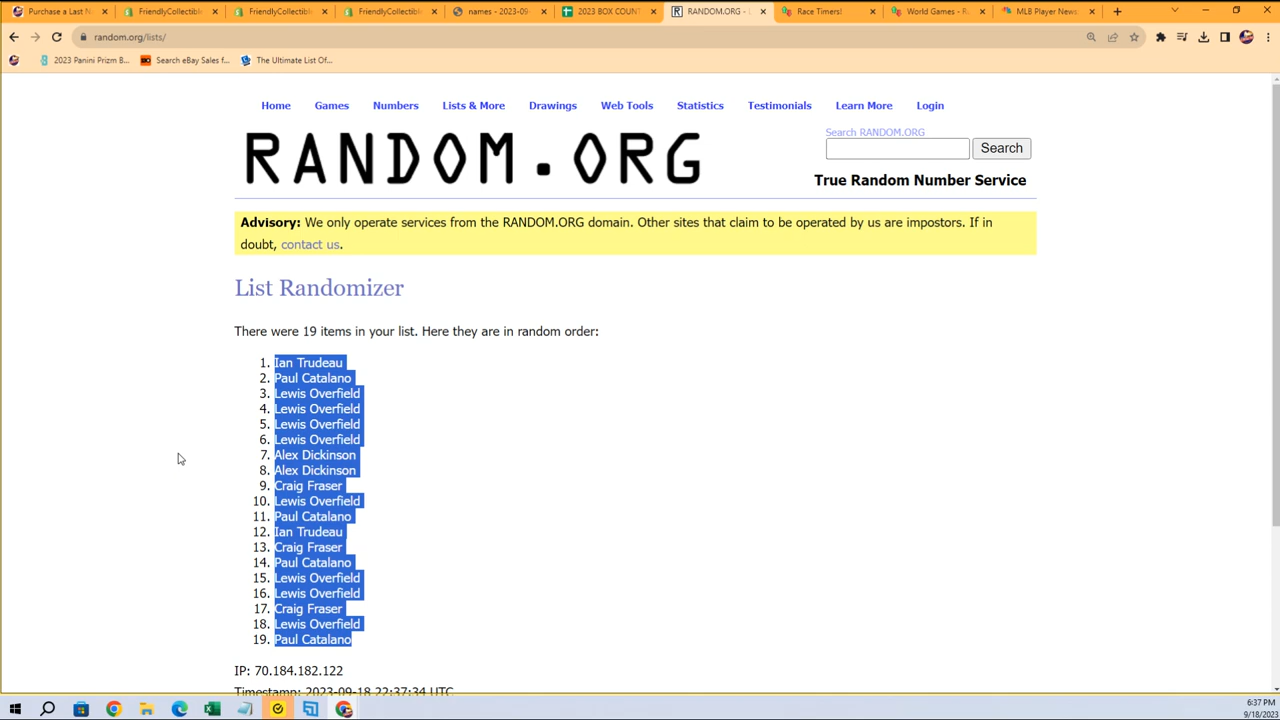 Purchase a Last N
FriendlyCollectible
FriendlyCollectible
FriendlyCollectible
names - 2023-09
2023 BOX COUNT
RANDOM.ORG - L
Race Timers!
World Games - R
MLB Player News
random.org/lists/
2023 Panini Prizm B...
Search eBay Sales f...
The Ultimate List Of...
Home
Games
Numbers
Lists & More
Drawings
Web Tools
Statistics
Testimonials
Learn More
Login
RANDOM.ORG
Search RANDOM.ORG
Search
True Random Number Service
Advisory: We only operate services from the RANDOM.ORG domain. Other sites that claim to be operated by us are impostors. If in
doubt, contact us.
List Randomizer
There were 19 items in your list. Here they are in random order:
1. Ian Trudeau
2. Paul Catalano
3. Lewis Overfield
4. Lewis Overfield
5. Lewis Overfield
6. Lewis Overfield
7. Alex Dickinson
8. Alex Dickinson
9. Craig Fraser
10. Lewis Overfield
11. Paul Catalano
12. Ian Trudeau
13. Craig Fraser
14. Paul Catalano
15. Lewis Overfield
16. Lewis Overfield
17. Craig Fraser
18. Lewis Overfield
19. Paul Catalano
IP: 70.184.182.122
Timestamp: 2023-09-18 22:37:34 UTC
6:37 PM
9/18/2023